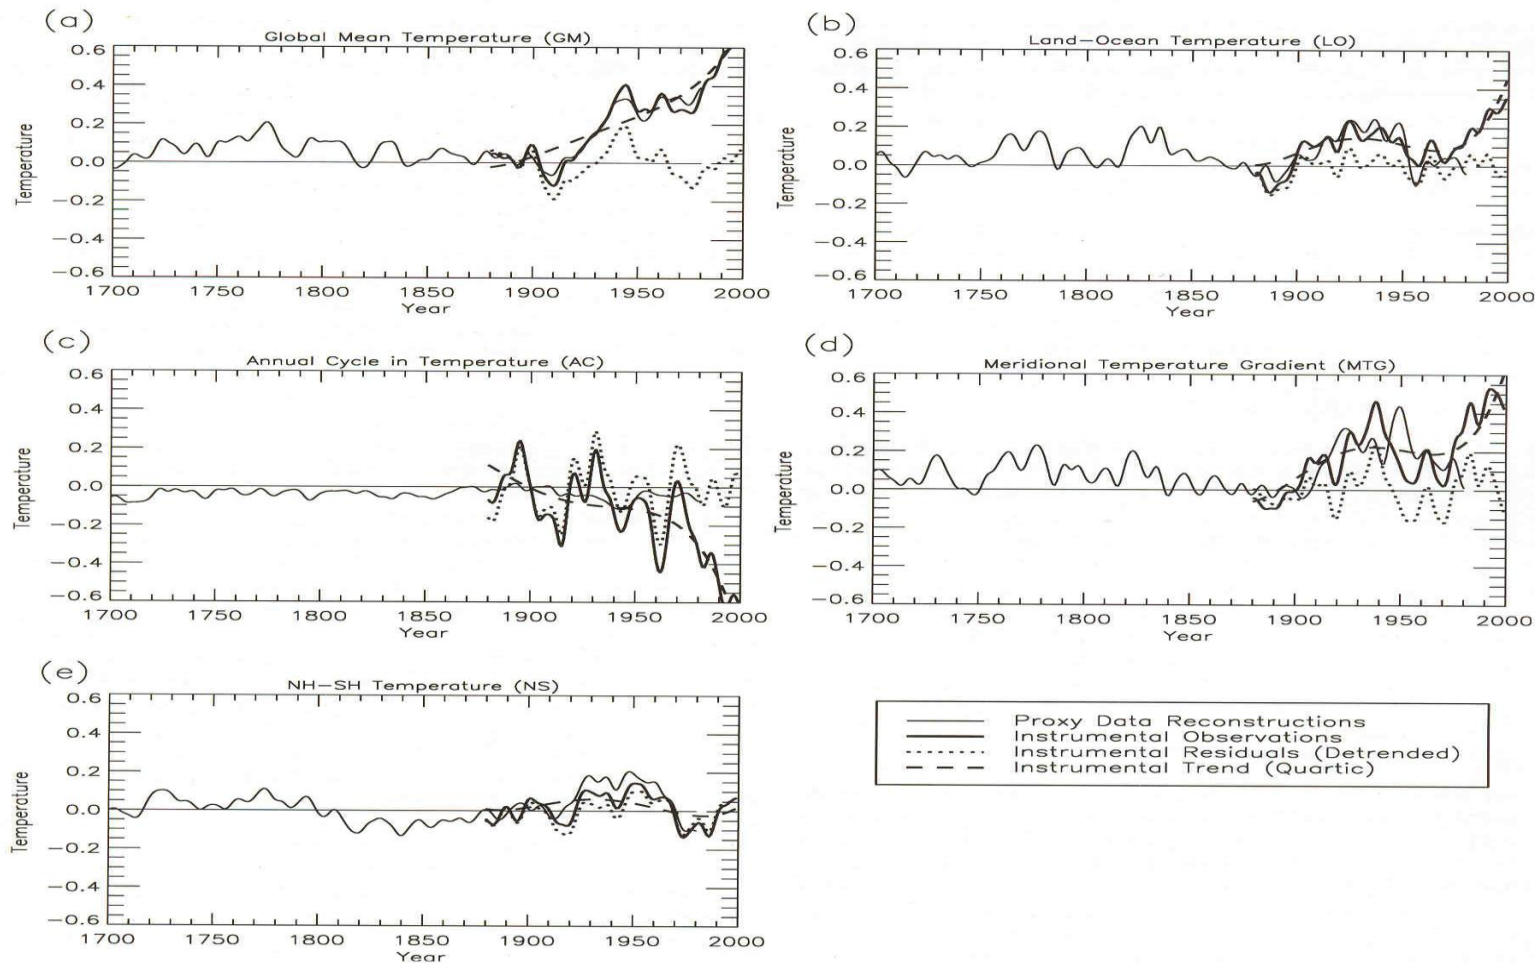 (a)
Global Mean Temperature (GM)
0.6
0.4
0.2
0.0
−0.2
−0.4
−0.6
Temperature
1700 1750 1800 1850 1900 1950 2000
Year
(b)
Land−Ocean Temperature (LO)
0.6
0.4
0.2
0.0
−0.2
−0.4
−0.6
Temperature
1700 1750 1800 1850 1900 1950 2000
Year
(c)
Annual Cycle in Temperature (AC)
0.6
0.4
0.2
0.0
−0.2
−0.4
−0.6
Temperature
1700 1750 1800 1850 1900 1950 2000
Year
(d)
Meridional Temperature Gradient (MTG)
0.6
0.4
0.2
0.0
−0.2
−0.4
−0.6
Temperature
1700 1750 1800 1850 1900 1950 2000
Year
(e)
NH−SH Temperature (NS)
0.6
0.4
0.2
0.0
−0.2
−0.4
−0.6
Temperature
1700 1750 1800 1850 1900 1950 2000
Year
Proxy Data Reconstructions
Instrumental Observations
Instrumental Residuals (Detrended)
Instrumental Trend (Quartic)